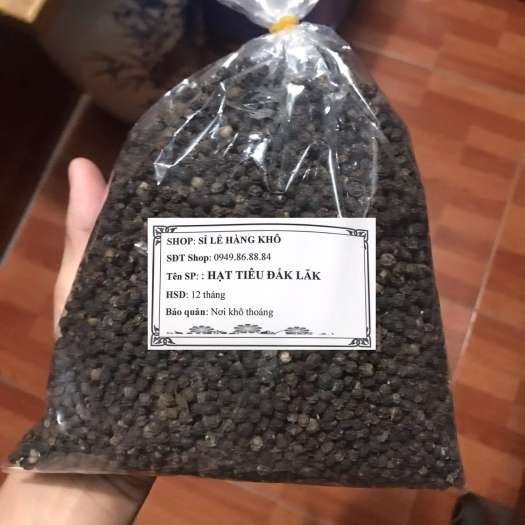 SHOP: SỈ LẺ HÀNG KHÔ
SĐT Shop: 0949.86.88.84
Tên SP: : HẠT TIÊU ĐẮK LĂK
HSD: 12 tháng
Bảo quản: Nơi khô thoáng